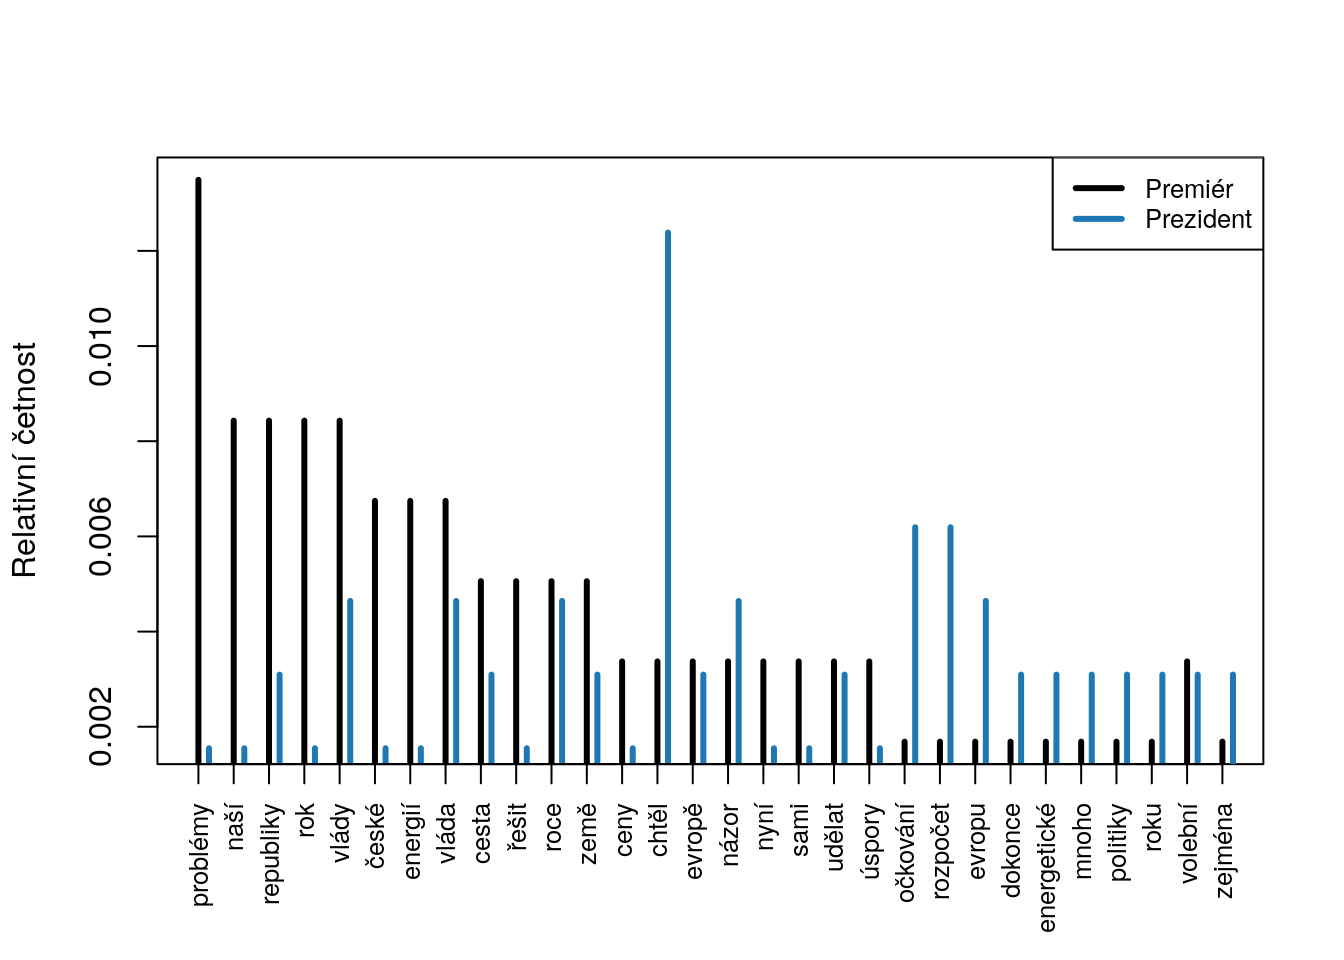 Premiér
Prezident
Relativní četnost
0.010
0.006
0.002
problémy
naší
republiky
rok
vlády
české
energií
vláda
cesta
řešit
roce
země
ceny
chtěl
evropě
názor
nyní
sami
udělat
úspory
očkování
rozpočet
evropu
dokonce
energetické
mnoho
politiky
roku
volební
zejména